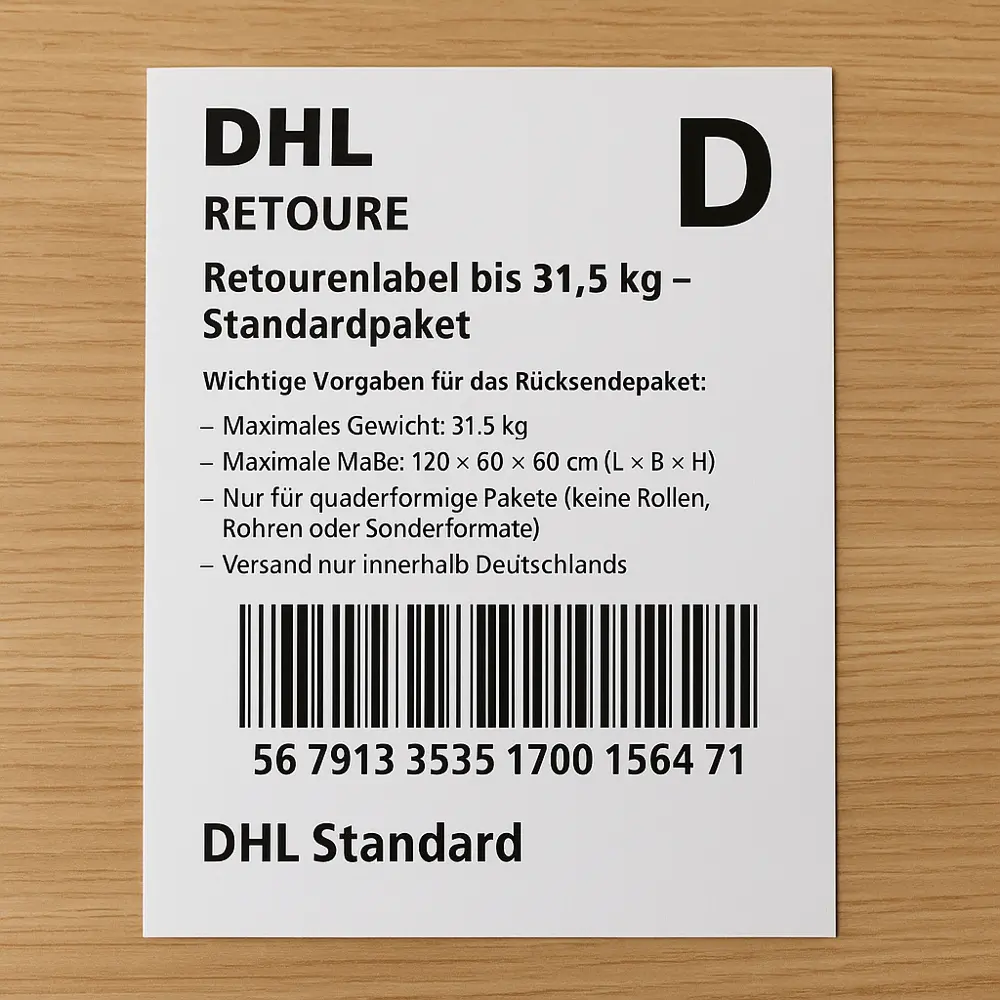 DHL
D
RETOURE
Retourenlabel bis 31,5 kg –
Standardpaket
Wichtige Vorgaben für das Rücksendepaket:
– Maximales Gewicht: 31.5 kg
– Maximale MaBe: 120 × 60 × 60 cm (L × B × H)
– Nur für quaderformige Pakete (keine Rollen,
Rohren oder Sonderformate)
– Versand nur innerhalb Deutschlands
56 7913 3535 1700 1564 71
DHL Standard